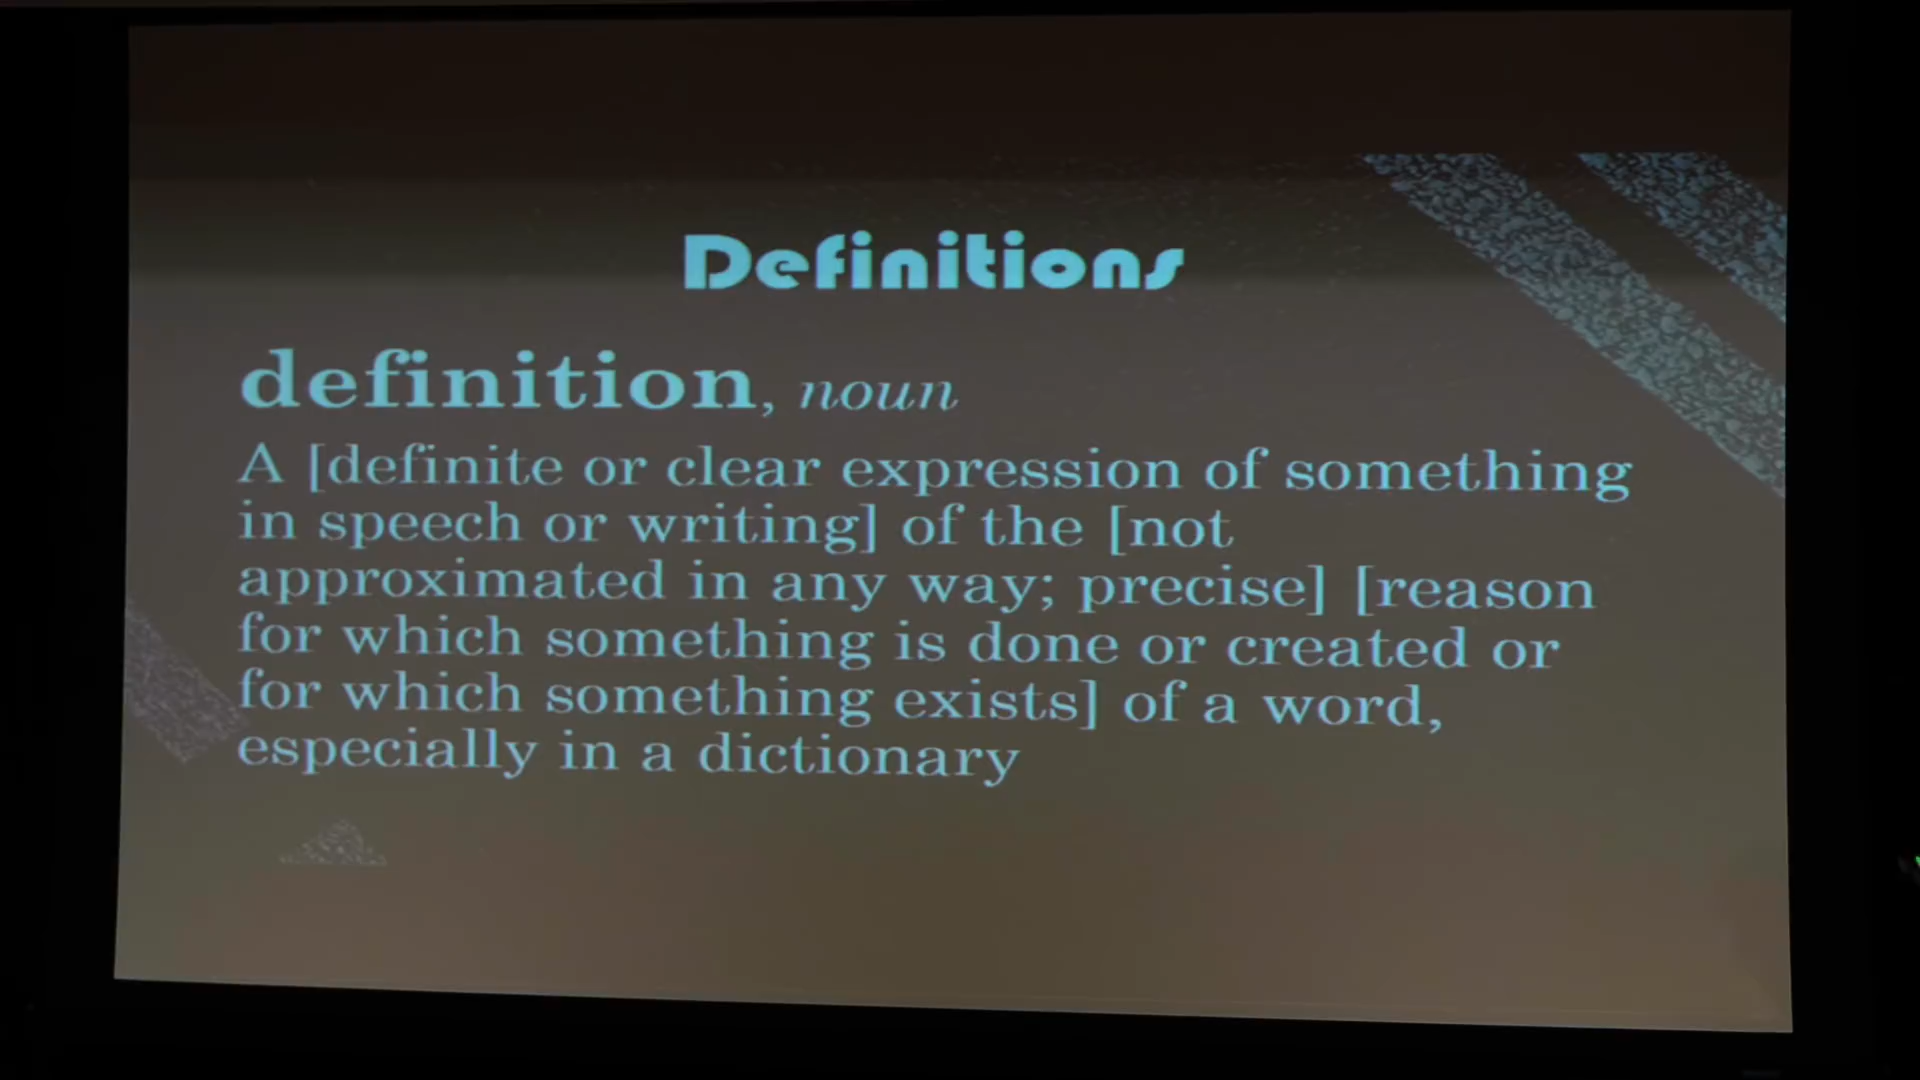 Definitions
definition, noun
A [definite or clear expression of something
in speech or writing] of the [not
approximated in any way; precise] [reason
for which something is done or created or
for which something exists] of a word,
especially in a dictionary